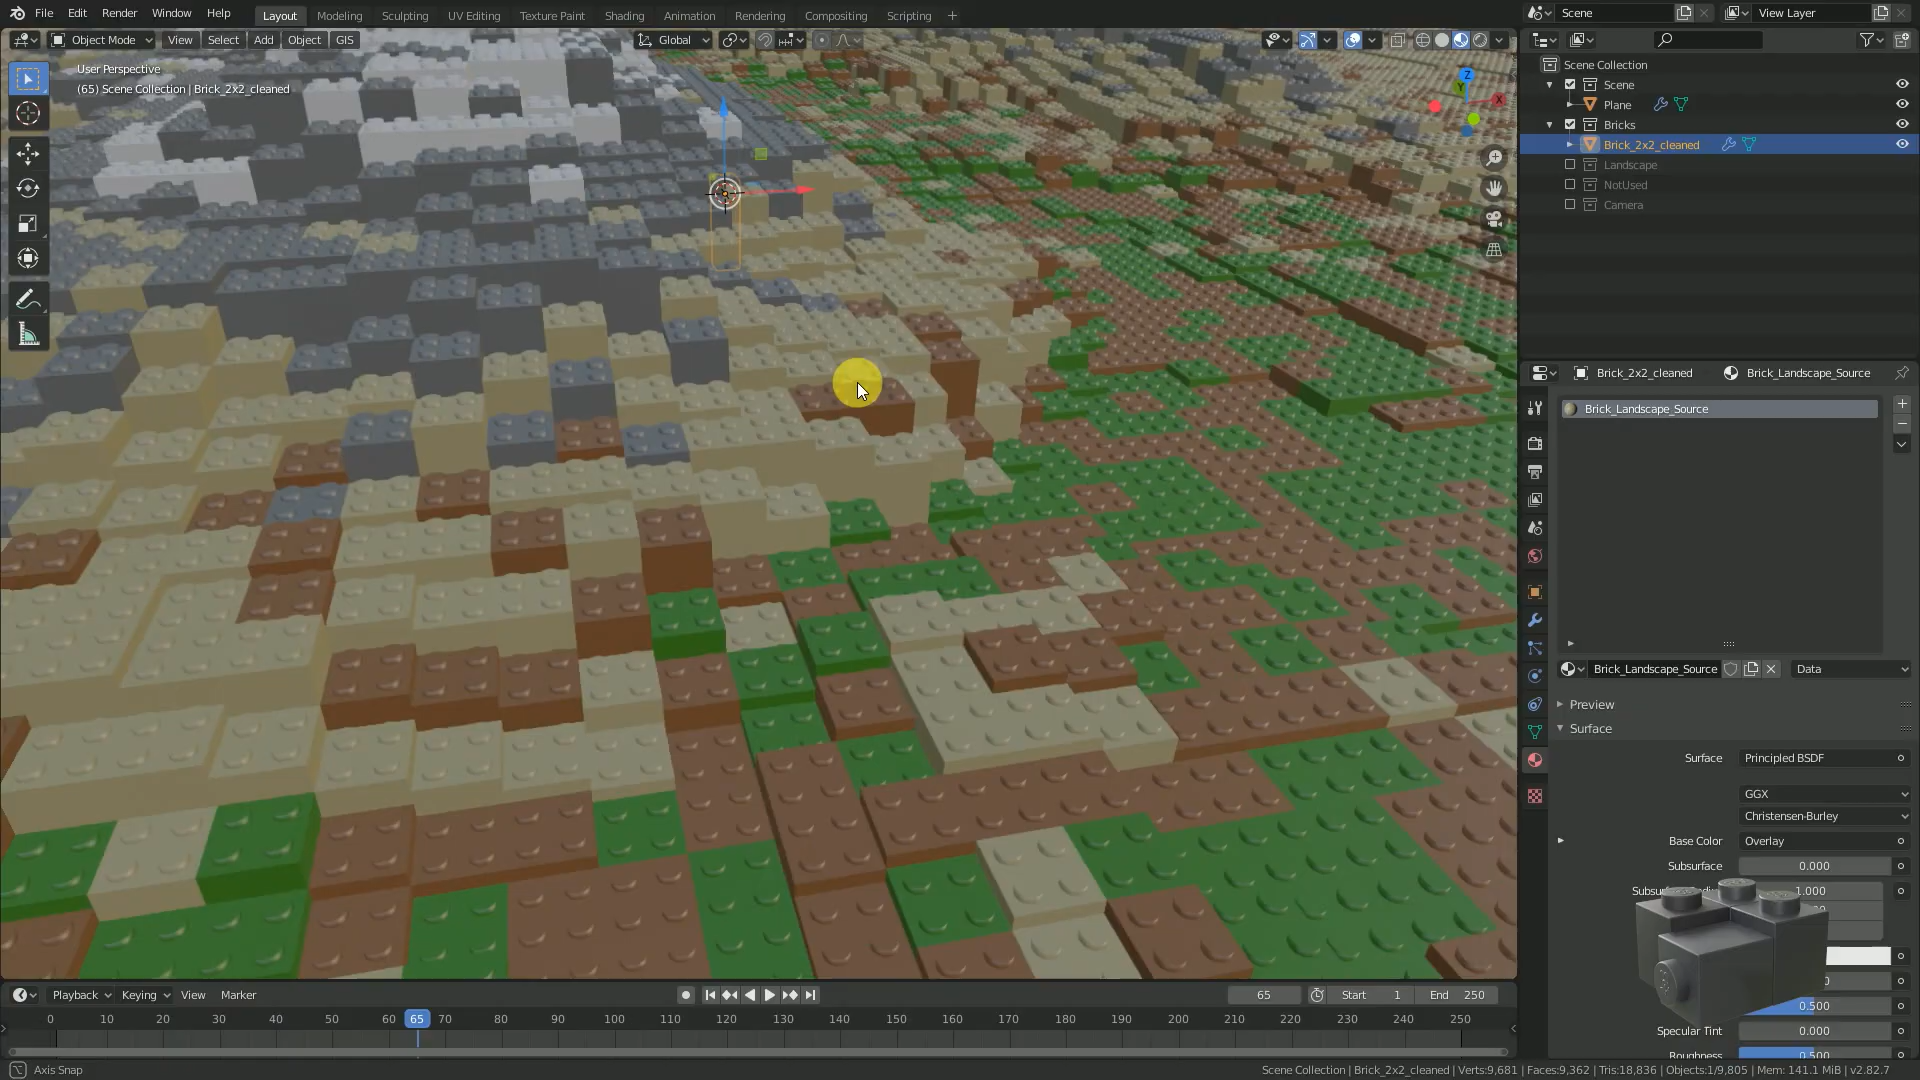 File Edit Render Window Help
Layout Modeling Sculpting UV Editing Texture Paint Shading Animation Rendering Compositing Scripting +
Scene
View Layer
Object Mode View Select Add Object GIS
Global
User Perspective
(65) Scene Collection | Brick_2x2_cleaned
Z
Y
X
Scene Collection
Scene
Plane
Bricks
Brick_2x2_cleaned
Landscape
NotUsed
Camera
Brick_2x2_cleaned Brick_Landscape_Source
Brick_Landscape_Source
Brick_Landscape_Source Data
Preview
Surface
Surface Principled BSDF
GGX
Christensen-Burley
Base Color Overlay
Subsurface 0.000
1.000
0.500
Specular Tint 0.000
Roughness 0.500
Playback Keying View Marker
65 Start 1 End 250
0 10 20 30 40 50 60 65 70 80 90 100 110 120 130 140 150 160 170 180 190 200 210 220 230 240 250
Axis Snap
Scene Collection | Brick_2x2_cleaned | Verts:9,681 | Faces:9,362 | Tris:18,836 | Objects:1/9,805 | Mem: 141.1 MiB | v2.82.7